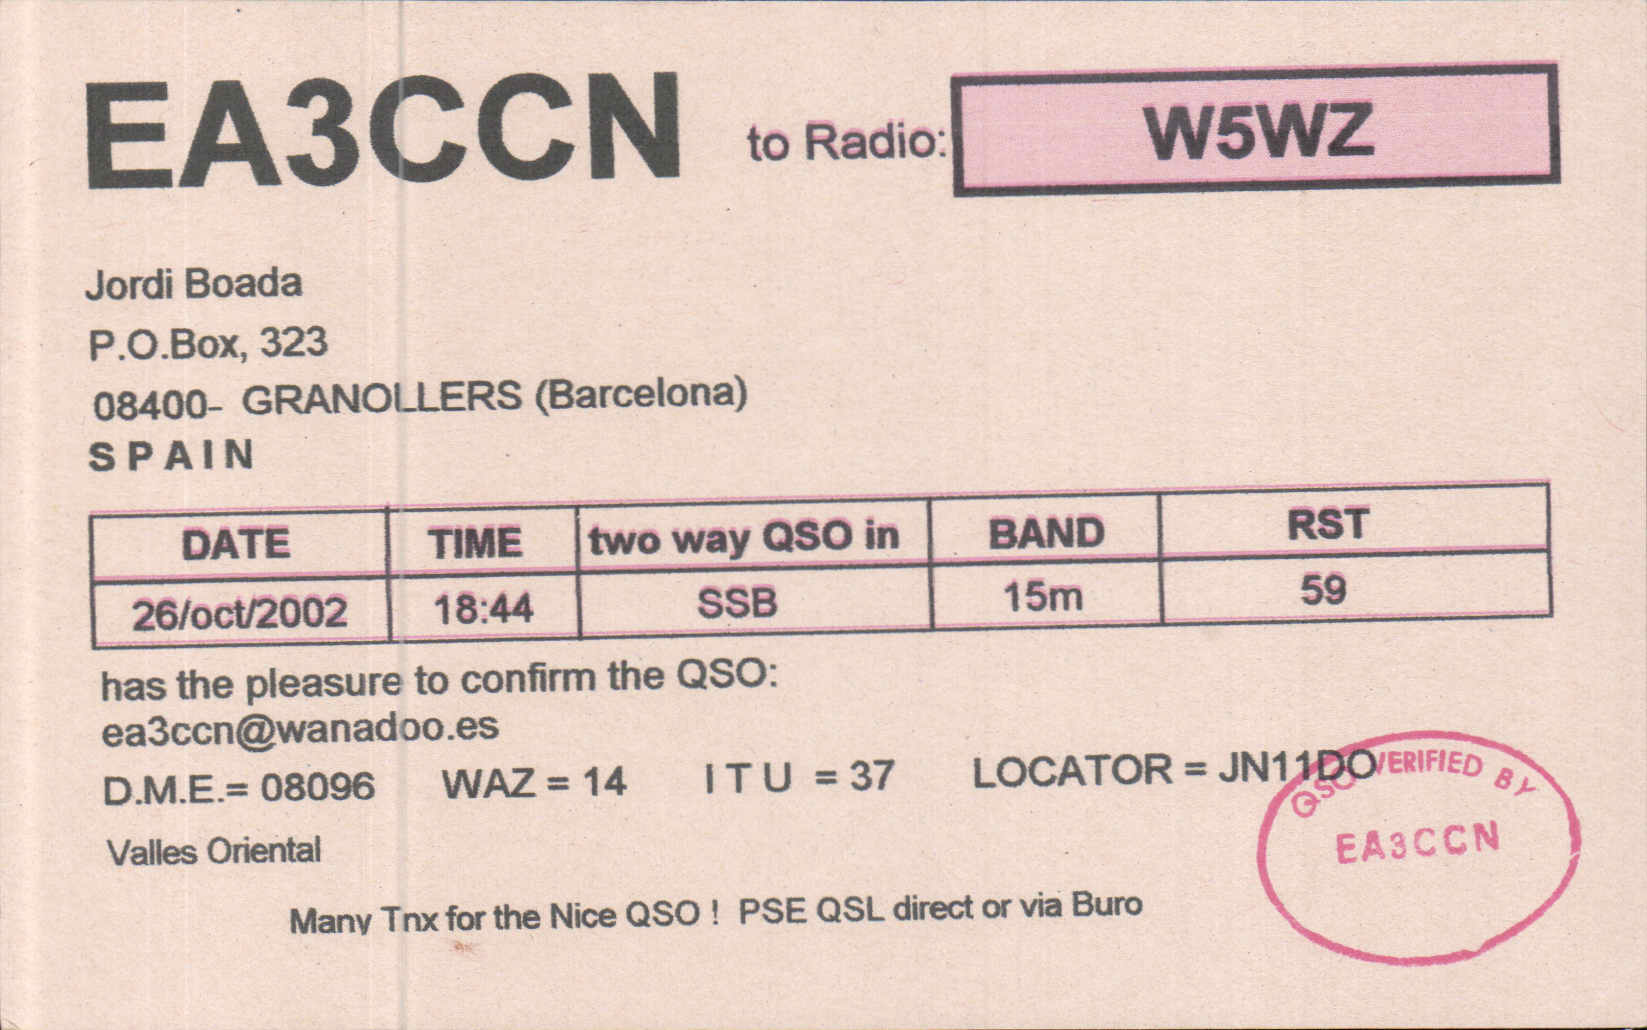 EA3CCN to Radio: W5WZ
Jordi Boada
P.O.Box, 323
08400- GRANOLLERS (Barcelona)
SPAIN
DATE TIME two way QSO in BAND RST
26/oct/2002 18:44 SSB 15m 59
has the pleasure to confirm the QSO:
ea3ccn@wanadoo.es
D.M.E.= 08096 WAZ = 14 ITU = 37 LOCATOR = JN11DO
QSO VERIFIED BY
EA3CCN
Valles Oriental
Many Tnx for the Nice QSO ! PSE QSL direct or via Buro